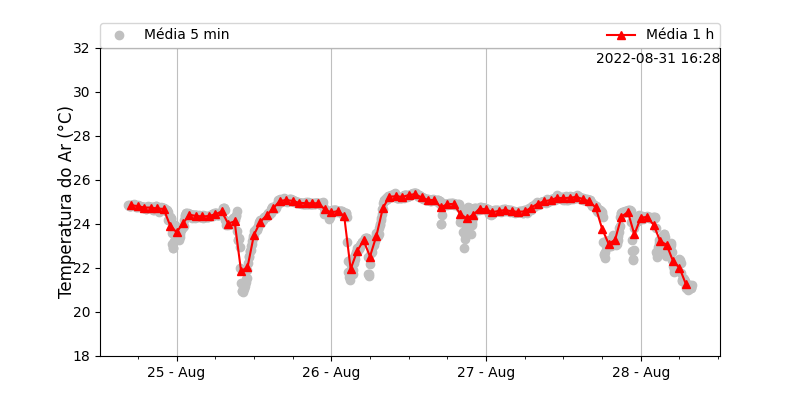 Média 5 min
Média 1 h
2022-08-31 16:28
Temperatura do Ar (°C)
32
30
28
26
24
22
20
18
25 - Aug
26 - Aug
27 - Aug
28 - Aug